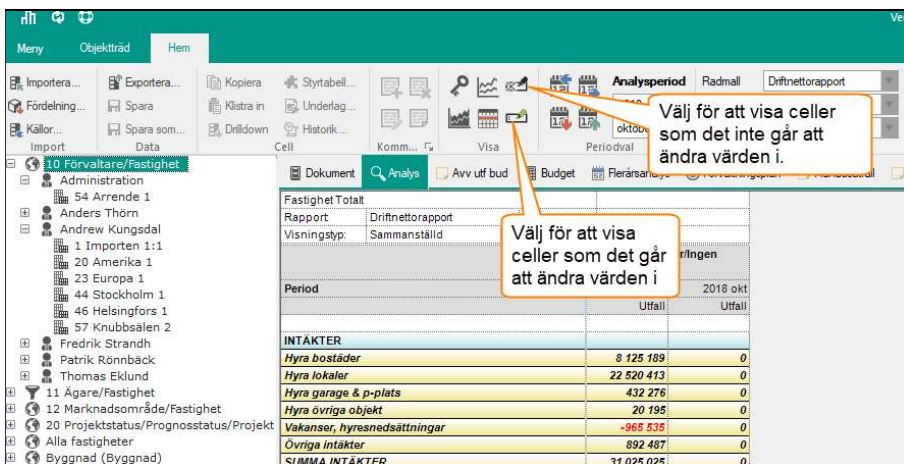 Ve
Meny Objektträd Hem
Importera... Exportera... Kopiera Styrtabell... Analysperiod Radmall Driftnettorapport
Fördelning... Spara Klistra in Underlag...
Källor... Spara som... Drilldown Historik...
Import Data Cell Komm... Visa Periodval
Välj för att visa celler
som det inte går att
ändra värden i.
10 Förvaltare/Fastighet
Administration
54 Arrende 1
Anders Thörn
Andrew Kungsdal
1 Importen 1:1
20 Amerika 1
23 Europa 1
44 Stockholm 1
46 Helsingfors 1
57 Knubbsälen 2
Fredrik Strandh
Patrik Rönnbäck
Thomas Eklund
11 Ägare/Fastighet
12 Marknadsområde/Fastighet
20 Projektstatus/Prognosstatus/Projekt
Alla fastigheter
Byggnad (Byggnad)
Dokument Analys Avv utf bud Budget
Fastighet Totalt
Rapport Driftnettorapport
Visningstyp: Sammanställd
Välj för att visa
celler som det går
att ändra värden i
r/Ingen
Period 2018 okt
Utfall Utfall
INTÄKTER
Hyra bostäder 8 125 189 0
Hyra lokaler 22 520 413 0
Hyra garage & p-plats 432 276 0
Hyra övriga objekt 20 195 0
Vakanser, hyresnedsättningar -965 535 0
Övriga intäkter 892 487 0
SUMMA INTÄKTER 31 025 025 0